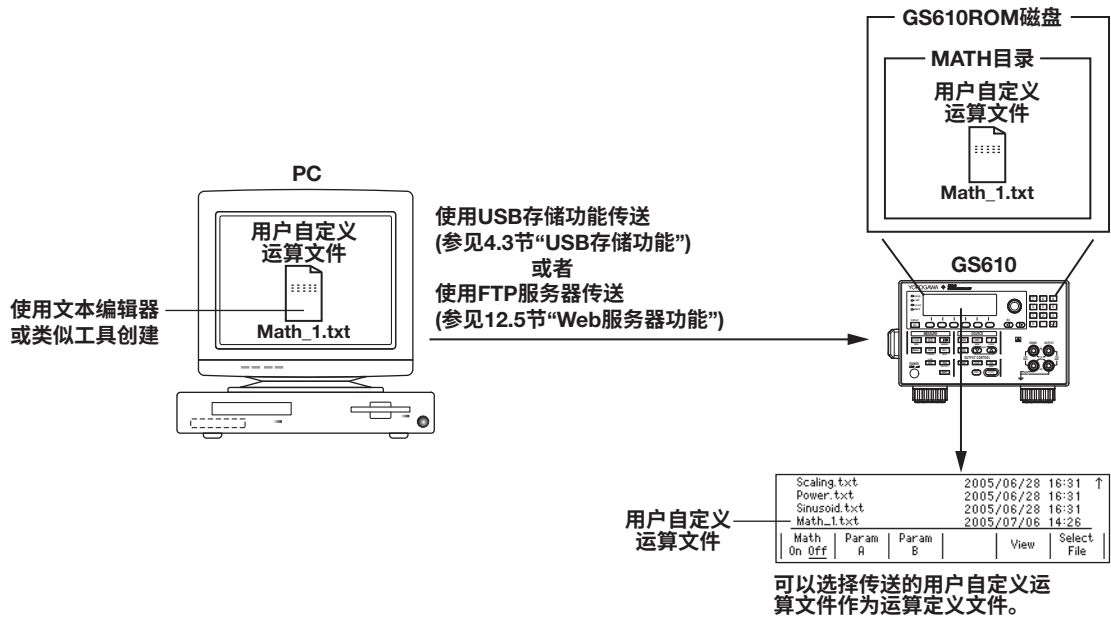 GS610ROM磁盘
MATH目录
用户自定义
运算文件
Math_1.txt
PC
用户自定义
运算文件
Math_1.txt
使用文本编辑器
或类似工具创建
使用USB存储功能传送
(参见4.3节“USB存储功能”)
或者
使用FTP服务器传送
(参见12.5节“Web服务器功能”)
GS610
YOKOGAWA
Scaling.txt 2005/06/28 16:31 ↑
Power.txt 2005/06/28 16:31
Sinusoid.txt 2005/06/28 16:31
Math_1.txt 2005/07/06 14:26
Math Param Param View Select
On Off A B File
用户自定义
运算文件
可以选择传送的用户自定义运
算文件作为运算定义文件。